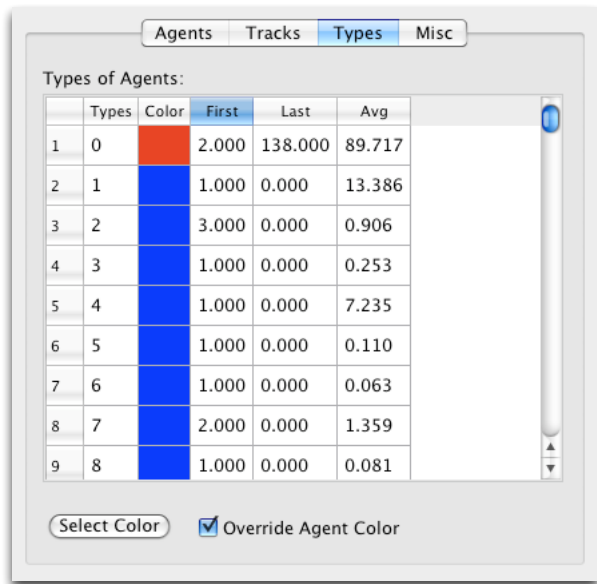 Agents Tracks Types Misc
Types of Agents:
Types Color First Last Avg
1 0 2.000 138.000 89.717
2 1 1.000 0.000 13.386
3 2 3.000 0.000 0.906
4 3 1.000 0.000 0.253
5 4 1.000 0.000 7.235
6 5 1.000 0.000 0.110
7 6 1.000 0.000 0.063
8 7 2.000 0.000 1.359
9 8 1.000 0.000 0.081
Select Color Override Agent Color